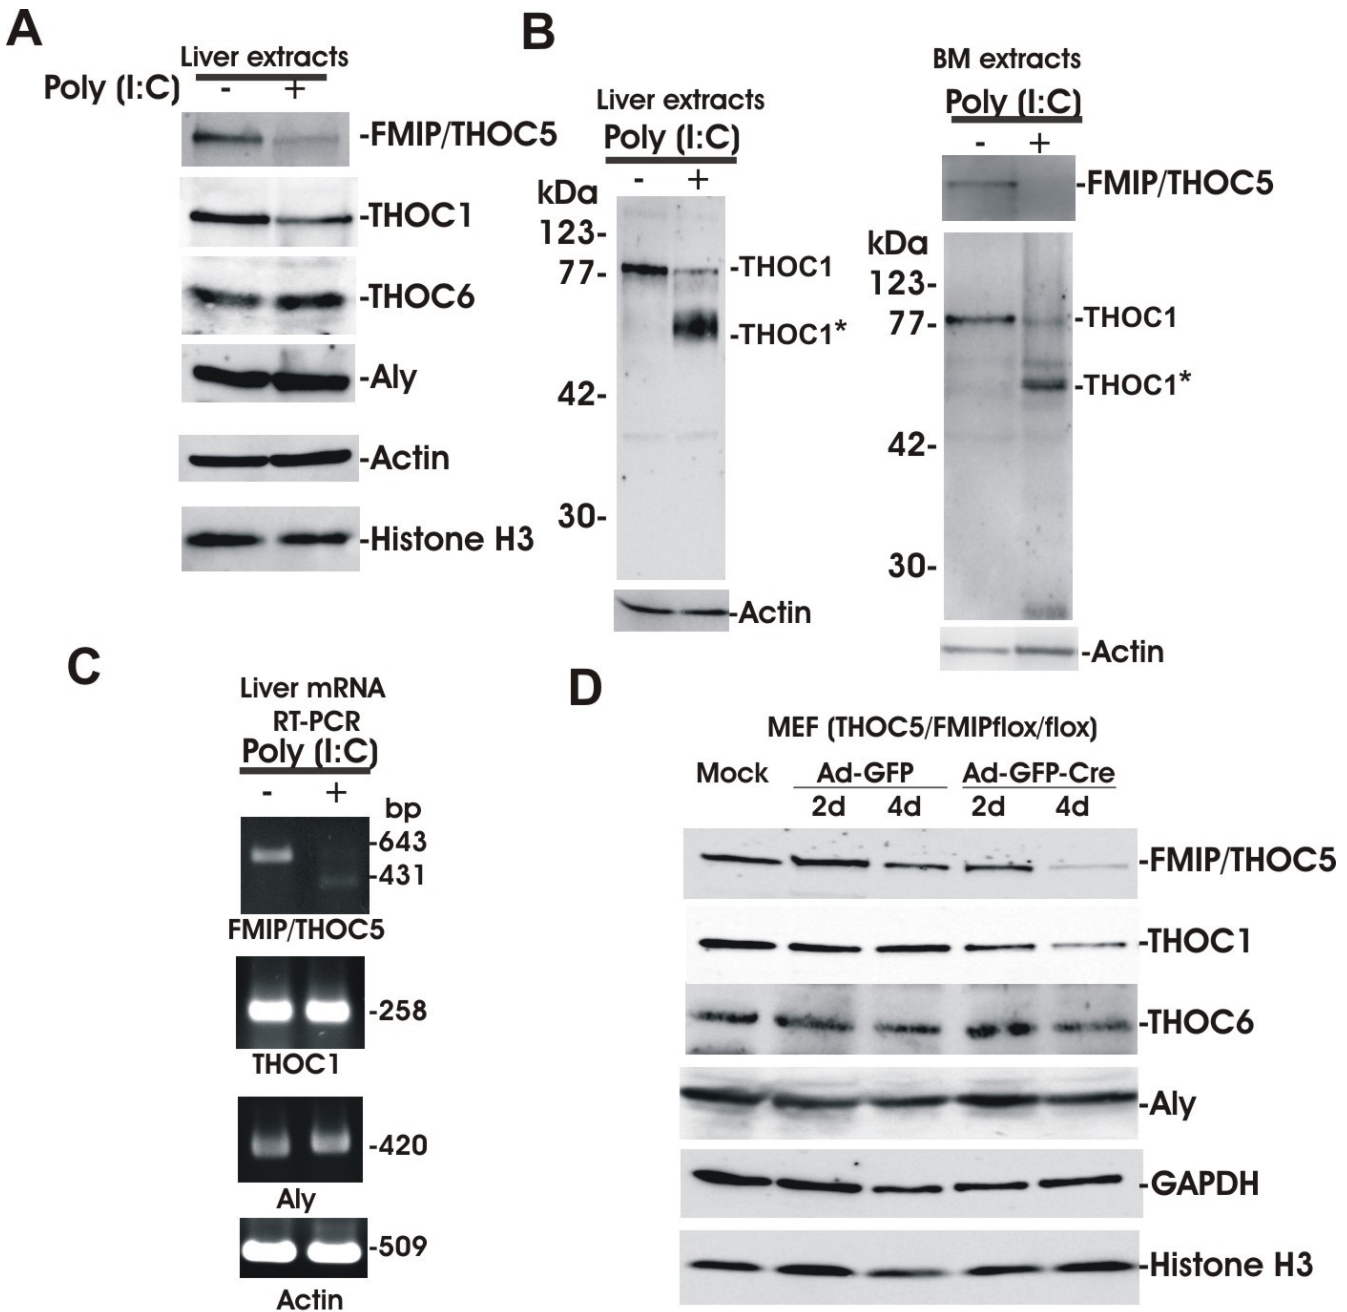 A
Liver extracts
Poly (I:C) - +
-FMIP/THOC5
-THOC1
-THOC6
-Aly
-Actin
-Histone H3
B
Liver extracts
Poly (I:C)
- +
kDa
123-
77-
42-
30-
-THOC1
-THOC1*
-Actin
BM extracts
Poly (I:C)
- +
-FMIP/THOC5
kDa
123-
77-
42-
30-
-THOC1
-THOC1*
-Actin
C
Liver mRNA
RT-PCR
Poly (I:C)
- +
bp
-643
-431
FMIP/THOC5
-258
THOC1
-420
Aly
-509
Actin
D
MEF (THOC5/FMIPflox/flox)
Mock Ad-GFP Ad-GFP-Cre
2d 4d 2d 4d
-FMIP/THOC5
-THOC1
-THOC6
-Aly
-GAPDH
-Histone H3